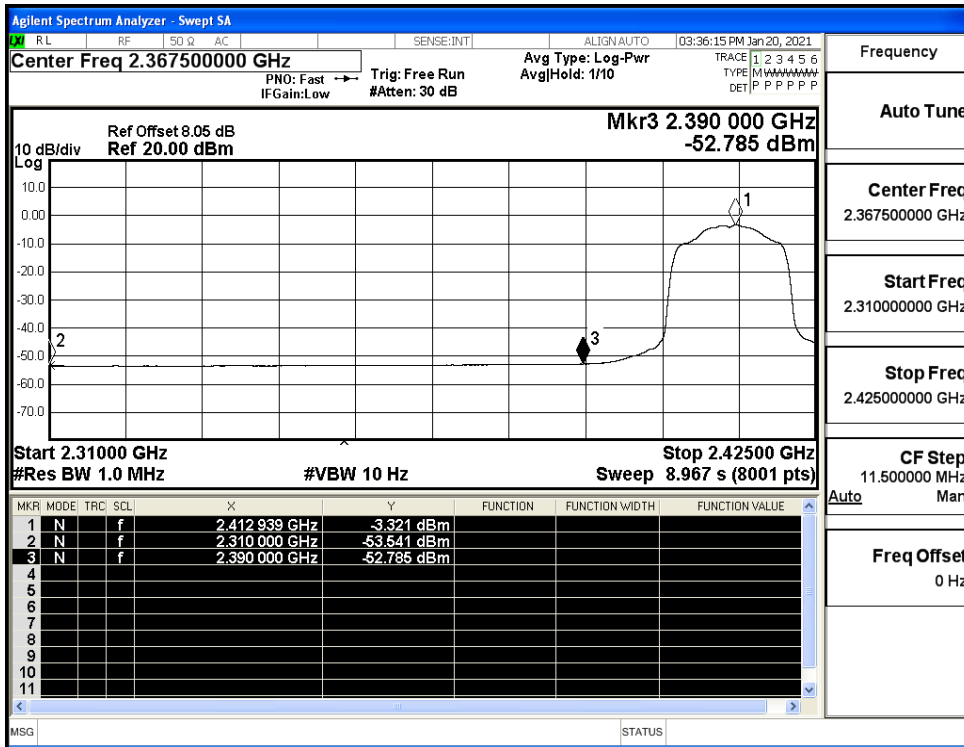 Agilent Spectrum Analyzer - Swept SA
LXI RL RF 50 Ω AC SENSE:INT ALIGN AUTO 03:36:15 PM Jan 20, 2021
Center Freq 2.367500000 GHz
PNO: Fast
IFGain:Low
Trig: Free Run
#Atten: 30 dB
Avg Type: Log-Pwr
Avg|Hold: 1/10
TRACE 1 2 3 4 5 6
TYPE M WWWWW
DET P P P P P P
Ref Offset 8.05 dB
10 dB/div Ref 20.00 dBm
Log
Mkr3 2.390 000 GHz
-52.785 dBm
10.0
0.00
-10.0
-20.0
-30.0
-40.0
-50.0
-60.0
-70.0
1
2
3
Start 2.31000 GHz Stop 2.42500 GHz
#Res BW 1.0 MHz #VBW 10 Hz Sweep 8.967 s (8001 pts)
MKR MODE TRC SCL X Y FUNCTION FUNCTION WIDTH FUNCTION VALUE
1 N f 2.412 939 GHz -3.321 dBm
2 N f 2.310 000 GHz -53.541 dBm
3 N f 2.390 000 GHz -52.785 dBm
4
5
6
7
8
9
10
11
MSG STATUS
Frequency
Auto Tune
Center Freq
2.367500000 GHz
Start Freq
2.310000000 GHz
Stop Freq
2.425000000 GHz
CF Step
11.500000 MHz
Auto Man
Freq Offset
0 Hz